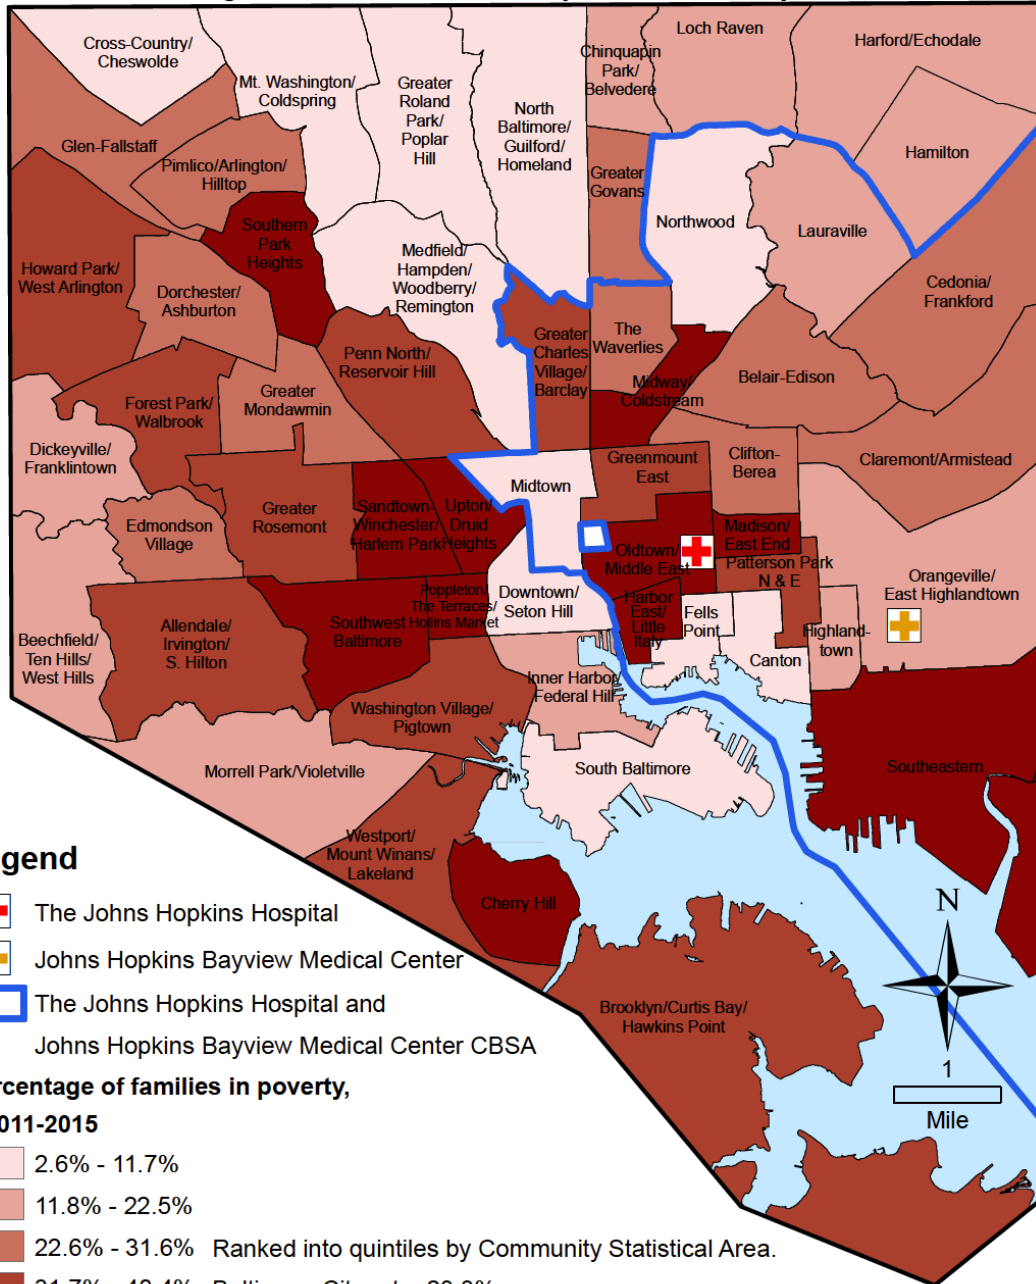 Cross-Country/
Cheswolde
Mt. Washington/
Coldspring
Greater
Roland
Park/
Poplar
Hill
North
Baltimore/
Guilford/
Homeland
Chinquapin
Park/
Belvedere
Loch Raven
Harford/Echodale
Glen-Fallstaff
Pimlico/Arlington/
Hilltop
Greater
Govans
Northwood
Hamilton
Lauraville
Southern
Park
Heights
Howard Park/
West Arlington
Dorchester/
Ashburton
Medfield/
Hampden/
Woodberry/
Remington
Cedonia/
Frankford
Penn North/
Reservoir Hill
Greater
Charles
Village/
Barclay
The
Waverlies
Midway/
Coldstream
Belair-Edison
Forest Park/
Walbrook
Greater
Mondawmin
Dickeyville/
Franklintown
Midtown
Greenmount
East
Clifton-
Berea
Claremont/Armistead
Edmondson
Village
Greater
Rosemont
Sandtown-
Winchester/
Harlem Park
Upton/
Druid
Heights
Oldtown/
Middle East
Madison/
East End
Patterson Park
N & E
Orangeville/
East Highlandtown
Beechfield/
Ten Hills/
West Hills
Allendale/
Irvington/
S. Hilton
Southwest
Baltimore
Poppleton/
The Terraces/
Hollins Market
Downtown/
Seton Hill
Harbor
East/
Little
Italy
Fells
Point
Canton
Highland-
town
Inner Harbor/
Federal Hill
Washington Village/
Pigtown
Morrell Park/Violetville
South Baltimore
Southeastern
Westport/
Mount Winans/
Lakeland
Cherry Hill
Brooklyn/Curtis Bay/
Hawkins Point
N
1
Mile
gend
The Johns Hopkins Hospital
Johns Hopkins Bayview Medical Center
The Johns Hopkins Hospital and
Johns Hopkins Bayview Medical Center CBSA
rcentage of families in poverty,
011-2015
2.6% - 11.7%
11.8% - 22.5%
22.6% - 31.6% Ranked into quintiles by Community Statistical Area.